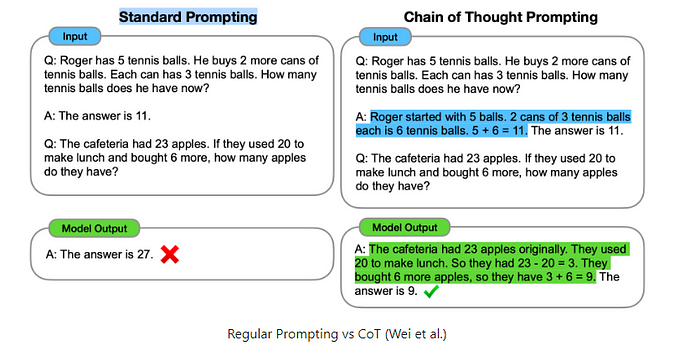 Standard Prompting
Input
Q: Roger has 5 tennis balls. He buys 2 more cans of
tennis balls. Each can has 3 tennis balls. How many
tennis balls does he have now?
A: The answer is 11.
Q: The cafeteria had 23 apples. If they used 20 to
make lunch and bought 6 more, how many apples
do they have?
Model Output
A: The answer is 27.
Chain of Thought Prompting
Input
Q: Roger has 5 tennis balls. He buys 2 more cans of
tennis balls. Each can has 3 tennis balls. How many
tennis balls does he have now?
A: Roger started with 5 balls. 2 cans of 3 tennis balls
each is 6 tennis balls. 5 + 6 = 11. The answer is 11.
Q: The cafeteria had 23 apples. If they used 20 to
make lunch and bought 6 more, how many apples
do they have?
Model Output
A: The cafeteria had 23 apples originally. They used
20 to make lunch. So they had 23 - 20 = 3. They
bought 6 more apples, so they have 3 + 6 = 9. The
answer is 9.
Regular Prompting vs CoT (Wei et al.)